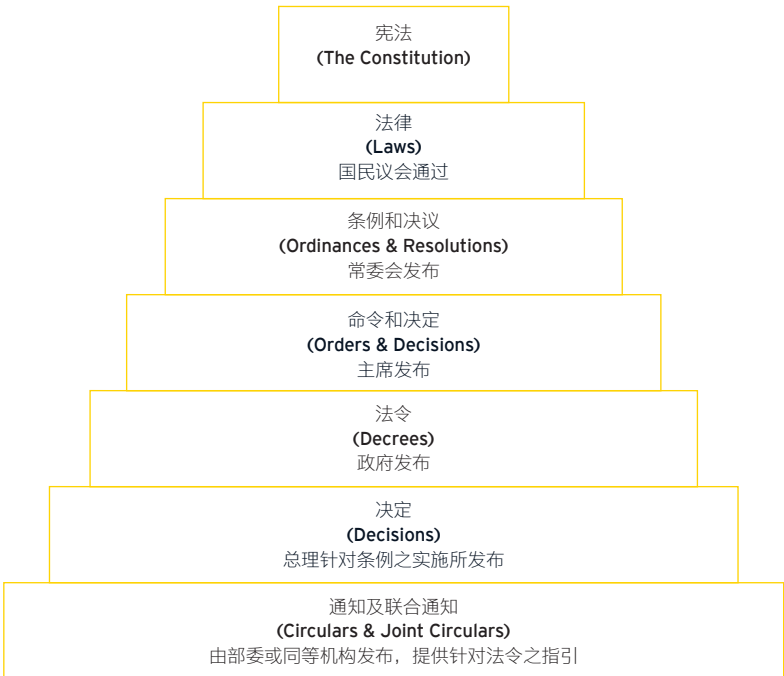 宪法
(The Constitution)
法律
(Laws)
国民议会通过
条例和决议
(Ordinances & Resolutions)
常委会发布
命令和决定
(Orders & Decisions)
主席发布
法令
(Decrees)
政府发布
决定
(Decisions)
总理针对条例之实施所发布
通知及联合通知
(Circulars & Joint Circulars)
由部委或同等机构发布，提供针对法令之指引